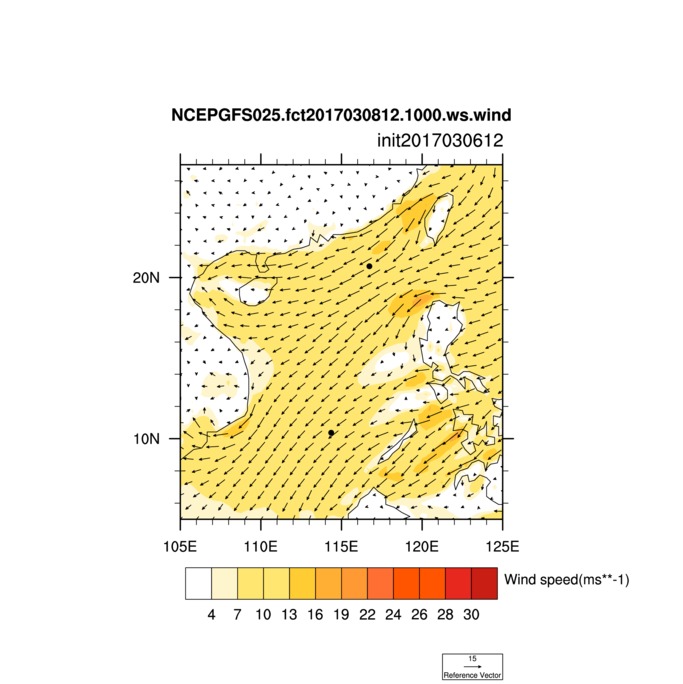 NCEPGFS025.fct2017030812.1000.ws.wind
init2017030612
20N
10N
105E 110E 115E 120E 125E
Wind speed(ms**-1)
4 7 10 13 16 19 22 24 26 28 30
15
Reference Vector